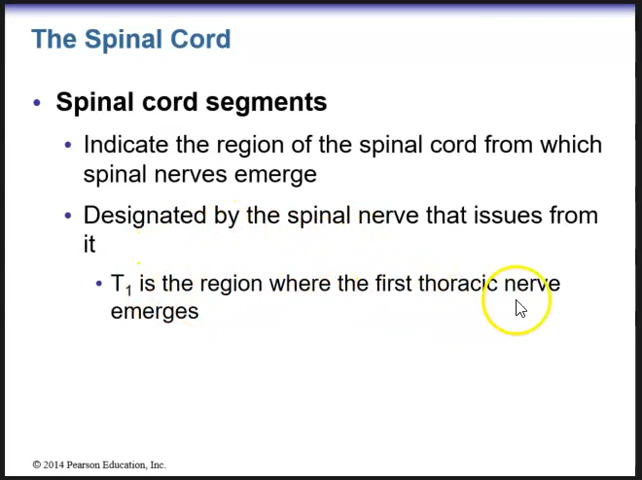 The Spinal Cord
• Spinal cord segments
• Indicate the region of the spinal cord from which
spinal nerves emerge
• Designated by the spinal nerve that issues from
it
• T₁ is the region where the first thoracic nerve
emerges
© 2014 Pearson Education, Inc.